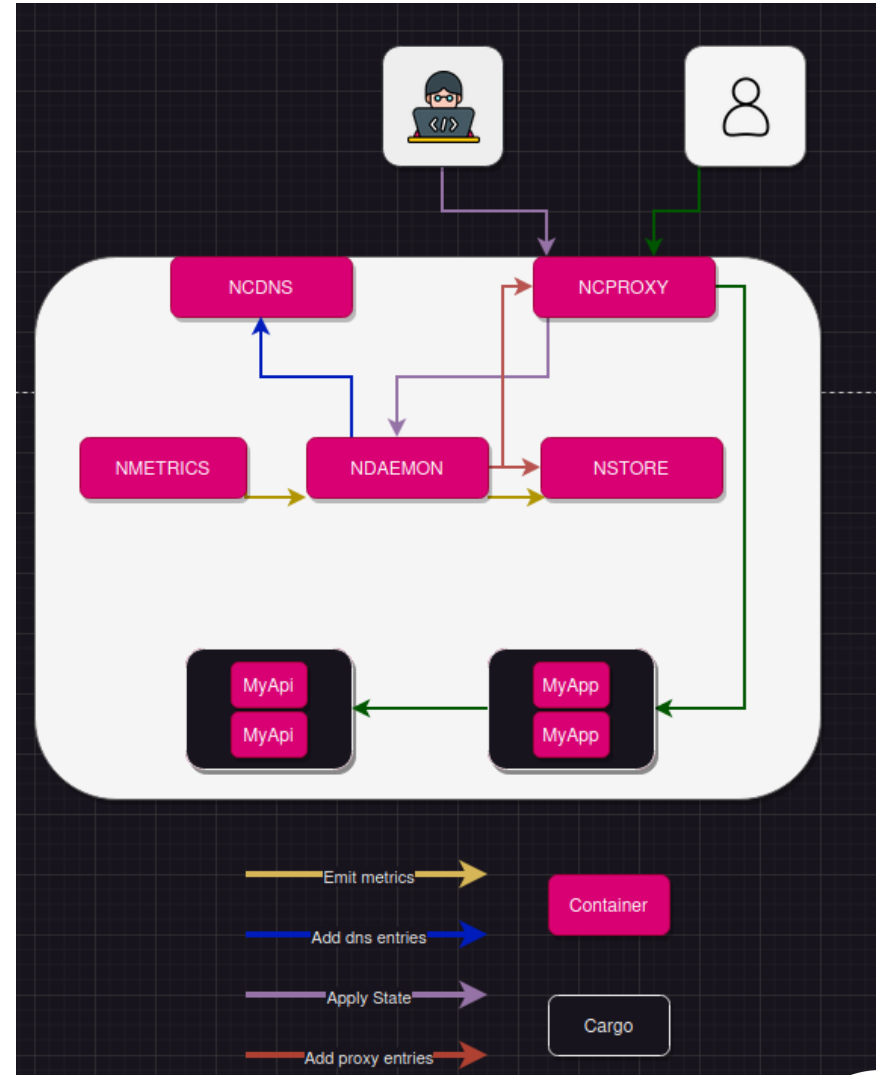 </>
NCDNS
NCPROXY
NMETRICS
NDAEMON
NSTORE
MyApi
MyApp
MyApi
MyApp
Emit metrics
Container
Add dns entries
Apply State
Cargo
Add proxy entries